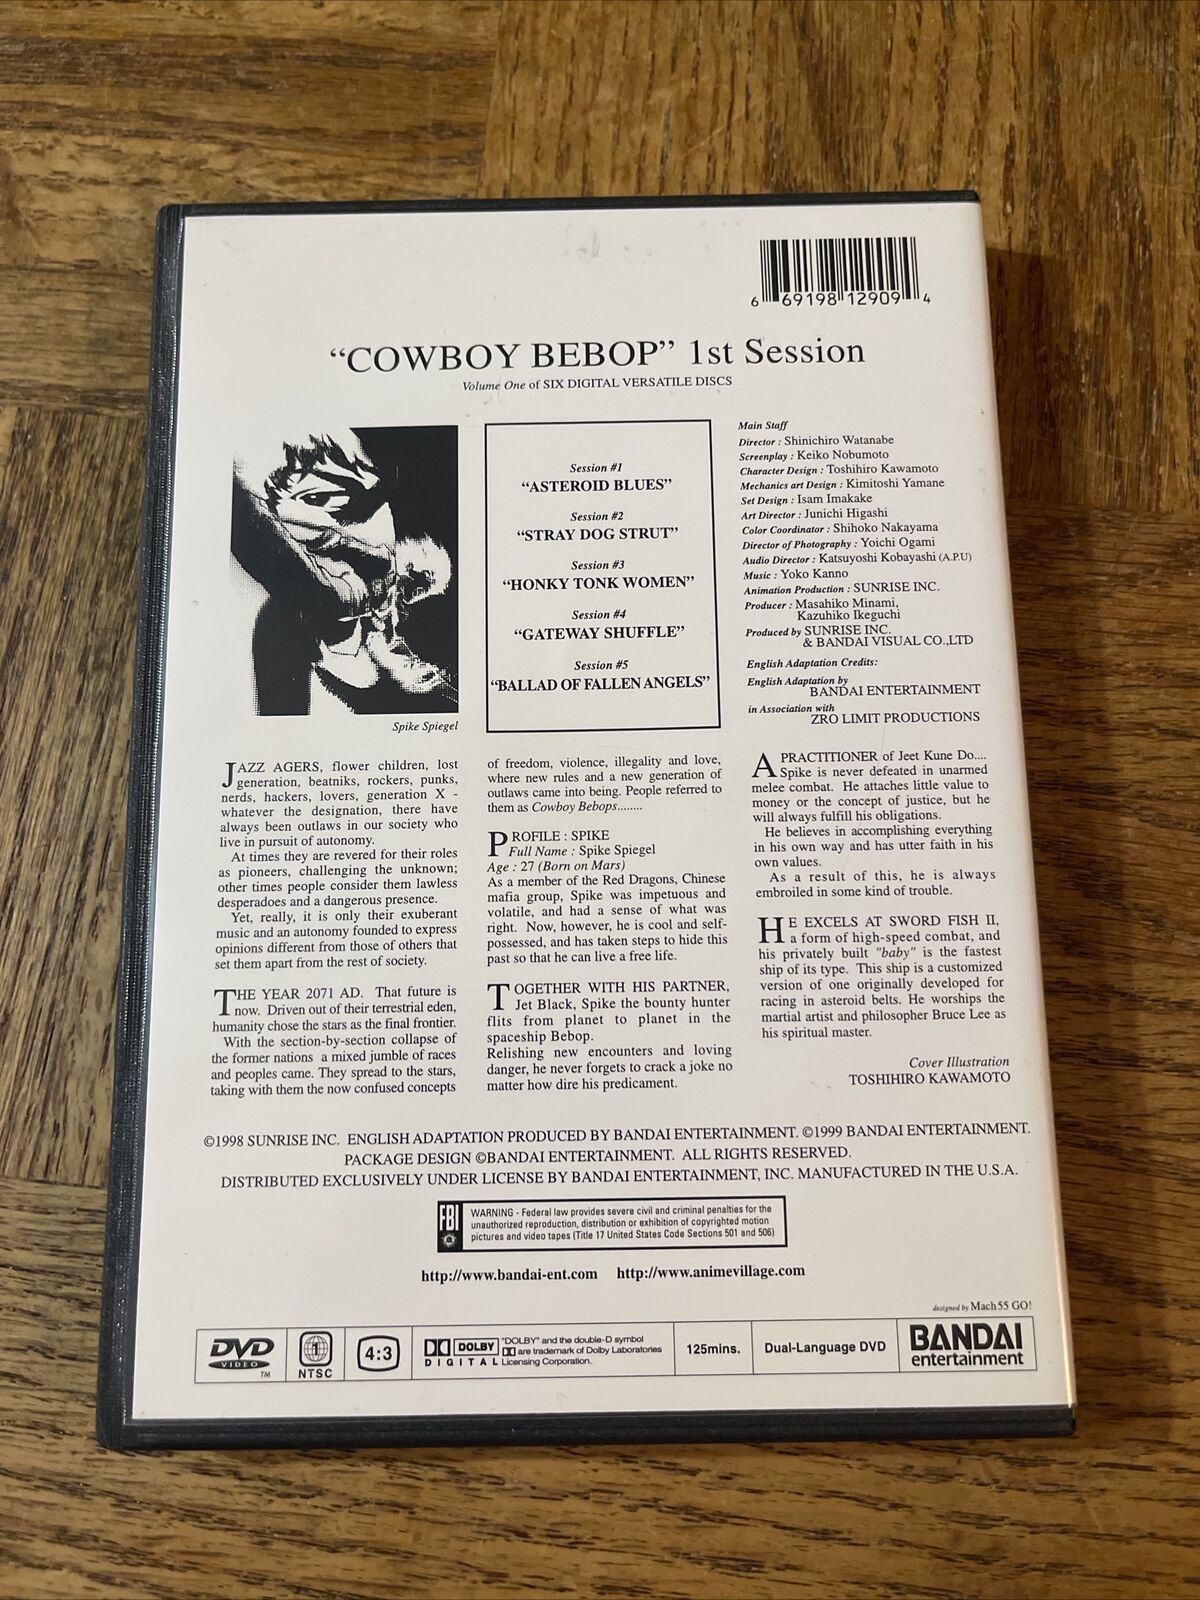 6 69198 12909 4
“COWBOY BEBOP” 1st Session
Volume One of SIX DIGITAL VERSATILE DISCS
Spike Spiegel
Session #1
“ASTEROID BLUES”
Session #2
“STRAY DOG STRUT”
Session #3
“HONKY TONK WOMEN”
Session #4
“GATEWAY SHUFFLE”
Session #5
“BALLAD OF FALLEN ANGELS”
Main Staff
Director : Shinichiro Watanabe
Screenplay : Keiko Nobumoto
Character Design : Toshihiro Kawamoto
Mechanics art Design : Kimitoshi Yamane
Set Design : Isam Imakake
Art Director : Junichi Higashi
Color Coordinator : Shihoko Nakayama
Director of Photography : Yoichi Ogami
Audio Director : Katsuyoshi Kobayashi (A.P.U)
Music : Yoko Kanno
Animation Production : SUNRISE INC.
Producer : Masahiko Minami,
Kazuhiko Ikeguchi
Produced by SUNRISE INC.
& BANDAI VISUAL CO.,LTD
English Adaptation Credits:
English Adaptation by
BANDAI ENTERTAINMENT
in Association with
ZRO LIMIT PRODUCTIONS
JAZZ AGERS, flower children, lost
generation, beatniks, rockers, punks,
nerds, hackers, lovers, generation X -
whatever the designation, there have
always been outlaws in our society who
live in pursuit of autonomy.
At times they are revered for their roles
as pioneers, challenging the unknown;
other times people consider them lawless
desperadoes and a dangerous presence.
Yet, really, it is only their exuberant
music and an autonomy founded to express
opinions different from those of others that
set them apart from the rest of society.
THE YEAR 2071 AD. That future is
now. Driven out of their terrestrial eden,
humanity chose the stars as the final frontier.
With the section-by-section collapse of
the former nations a mixed jumble of races
and peoples came. They spread to the stars,
taking with them the now confused concepts
of freedom, violence, illegality and love,
where new rules and a new generation of
outlaws came into being. People referred to
them as Cowboy Bebops........
PROFILE : SPIKE
Full Name : Spike Spiegel
Age : 27 (Born on Mars)
As a member of the Red Dragons, Chinese
mafia group, Spike was impetuous and
volatile, and had a sense of what was
right. Now, however, he is cool and self-
possessed, and has taken steps to hide this
past so that he can live a free life.
TOGETHER WITH HIS PARTNER,
Jet Black, Spike the bounty hunter
flits from planet to planet in the
spaceship Bebop.
Relishing new encounters and loving
danger, he never forgets to crack a joke no
matter how dire his predicament.
A PRACTITIONER of Jeet Kune Do....
Spike is never defeated in unarmed
melee combat. He attaches little value to
money or the concept of justice, but he
will always fulfill his obligations.
He believes in accomplishing everything
in his own way and has utter faith in his
own values.
As a result of this, he is always
embroiled in some kind of trouble.
HE EXCELS AT SWORD FISH II,
a form of high-speed combat, and
his privately built "baby" is the fastest
ship of its type. This ship is a customized
version of one originally developed for
racing in asteroid belts. He worships the
martial artist and philosopher Bruce Lee as
his spiritual master.
Cover Illustration
TOSHIHIRO KAWAMOTO
©1998 SUNRISE INC. ENGLISH ADAPTATION PRODUCED BY BANDAI ENTERTAINMENT. ©1999 BANDAI ENTERTAINMENT.
PACKAGE DESIGN ©BANDAI ENTERTAINMENT. ALL RIGHTS RESERVED.
DISTRIBUTED EXCLUSIVELY UNDER LICENSE BY BANDAI ENTERTAINMENT, INC. MANUFACTURED IN THE U.S.A.
FBI
WARNING - Federal law provides severe civil and criminal penalties for the
unauthorized reproduction, distribution or exhibition of copyrighted motion
pictures and video tapes (Title 17 United States Code Sections 501 and 506)
http://www.bandai-ent.com http://www.animevillage.com
designed by Mach55 GO!
DVD
VIDEO
TM
1
NTSC
4:3
DOLBY
DIGITAL
"DOLBY" and the double-D symbol
are trademark of Dolby Laboratories
Licensing Corporation.
125mins.
Dual-Language DVD
BANDAI
entertainment